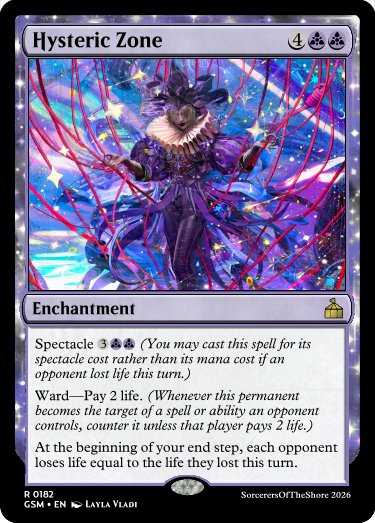 Hysteric Zone 4
Enchantment
Spectacle 3 (You may cast this spell for its
spectacle cost rather than its mana cost if an
opponent lost life this turn.)
Ward—Pay 2 life. (Whenever this permanent
becomes the target of a spell or ability an opponent
controls, counter it unless that player pays 2 life.)
At the beginning of your end step, each opponent
loses life equal to the life they lost this turn.
R 0182
GSM • EN Layla Vladi
SorcerersOfTheShore 2026